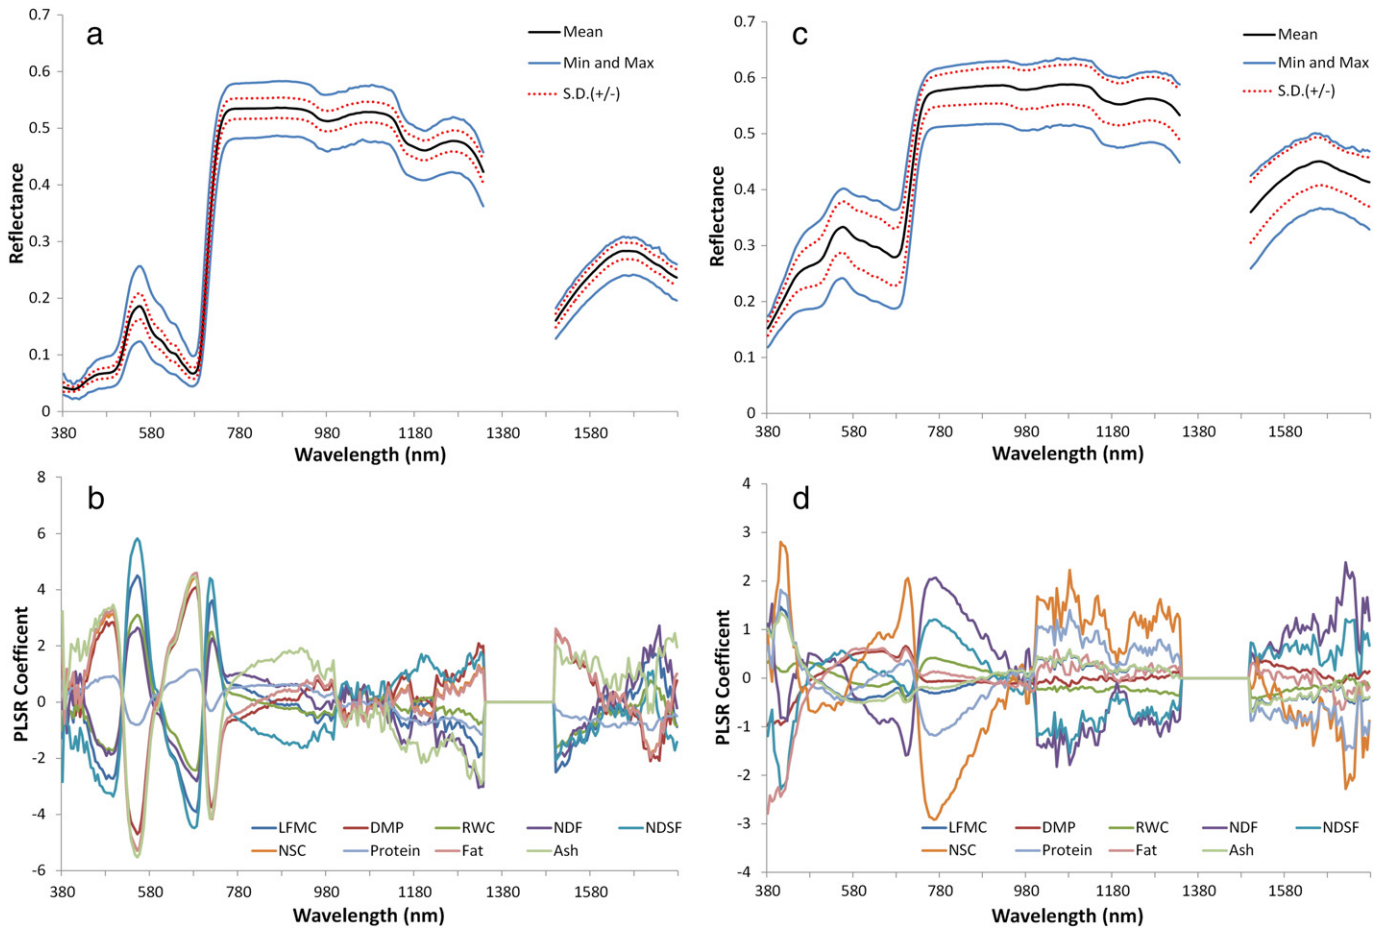 a
0.7
0.6
0.5
0.4
0.3
0.2
0.1
0
Reflectance
Mean
Min and Max
S.D.(+/-)
380 580 780 980 1180 1380 1580
Wavelength (nm)
c
0.7
0.6
0.5
0.4
0.3
0.2
0.1
0
Reflectance
Mean
Min and Max
S.D.(+/-)
380 580 780 980 1180 1380 1580
Wavelength (nm)
b
8
6
4
2
0
-2
-4
-6
PLSR Coefficent
LFMC DMP RWC NDF NDSF
NSC Protein Fat Ash
380 580 780 980 1180 1380 1580
Wavelength (nm)
d
4
3
2
1
0
-1
-2
-3
-4
PLSR Coefficent
LFMC DMP RWC NDF NDSF
NSC Protein Fat Ash
380 580 780 980 1180 1380 1580
Wavelength (nm)